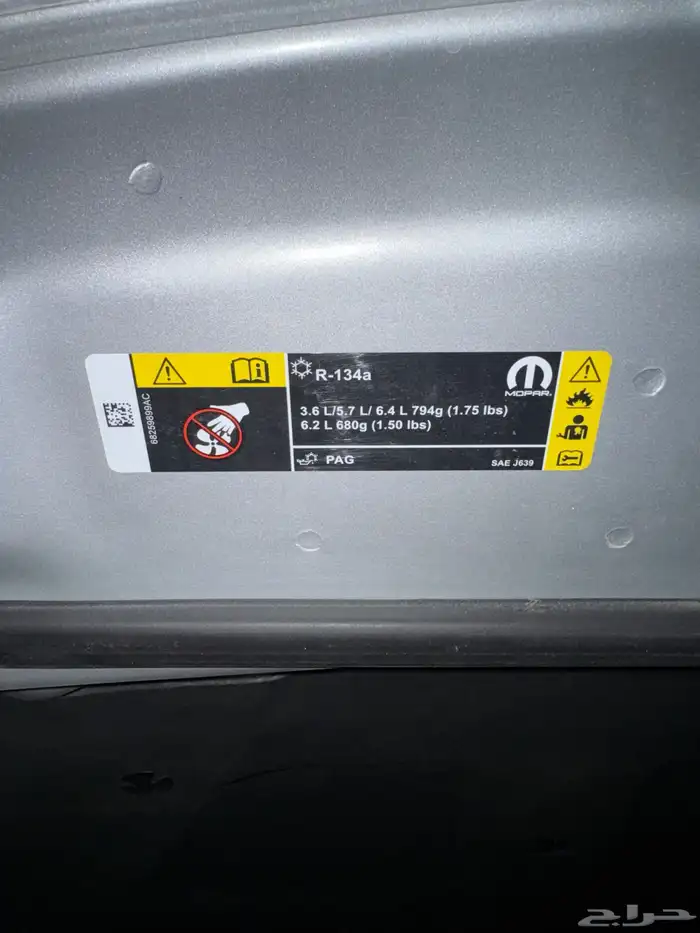 68259899AC
R-134a
MOPAR.
3.6 L/5.7 L/ 6.4 L 794g (1.75 lbs)
6.2 L 680g (1.50 lbs)
PAG
SAE J639
حراج